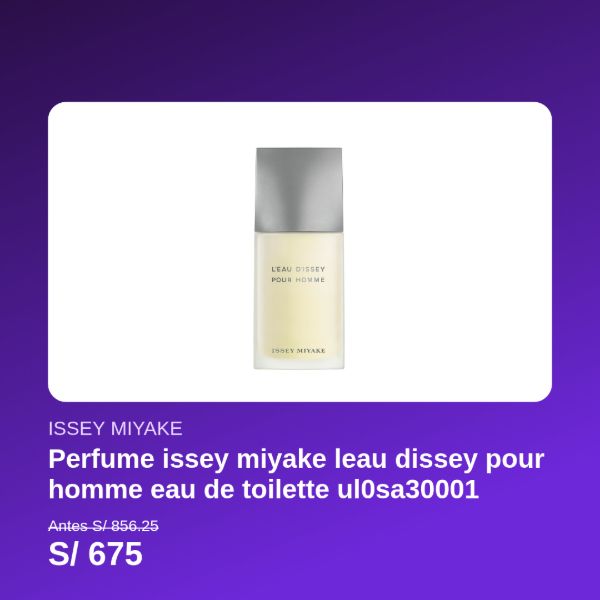 L'EAU D'ISSEY
POUR HOMME
ISSEY MIYAKE
ISSEY MIYAKE
Perfume issey miyake leau dissey pour
homme eau de toilette ul0sa30001
Antes S/ 856.25
S/ 675